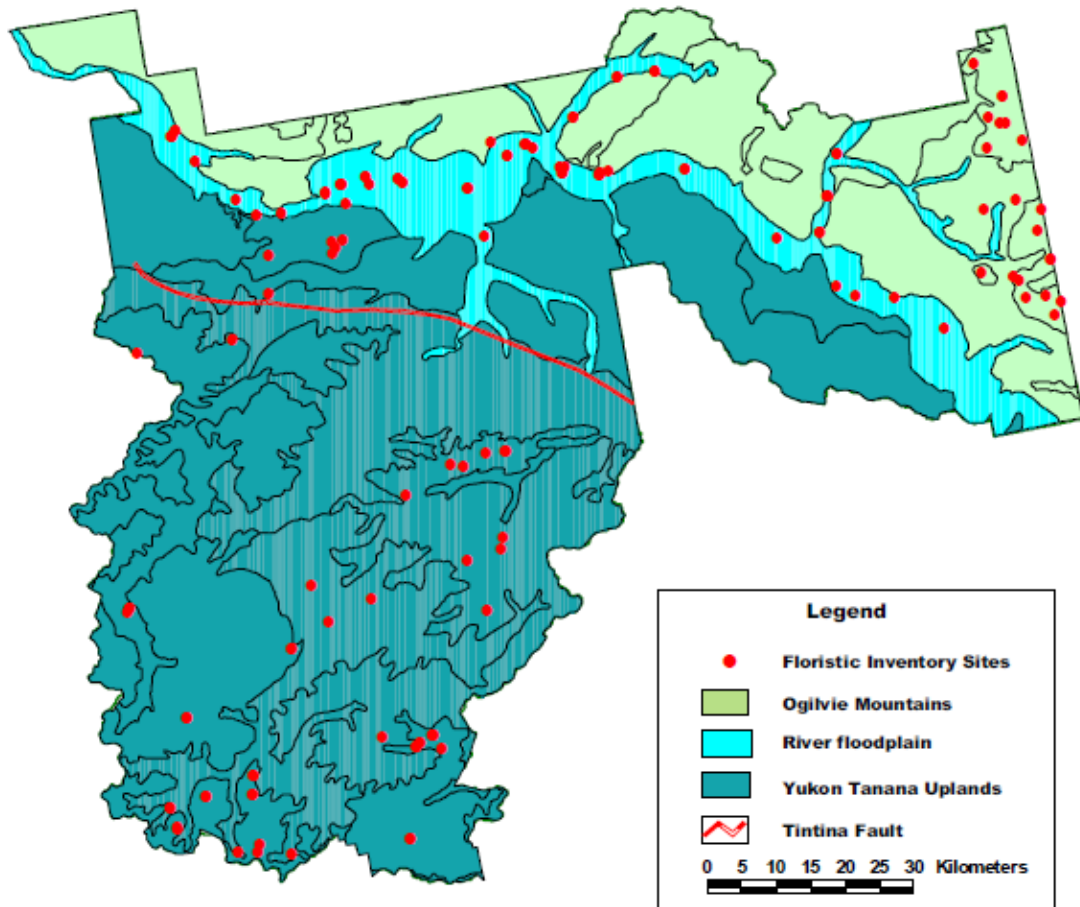 Legend
Floristic Inventory Sites
Ogilvie Mountains
River floodplain
Yukon Tanana Uplands
Tintina Fault
0 5 10 15 20 25 30 Kilometers